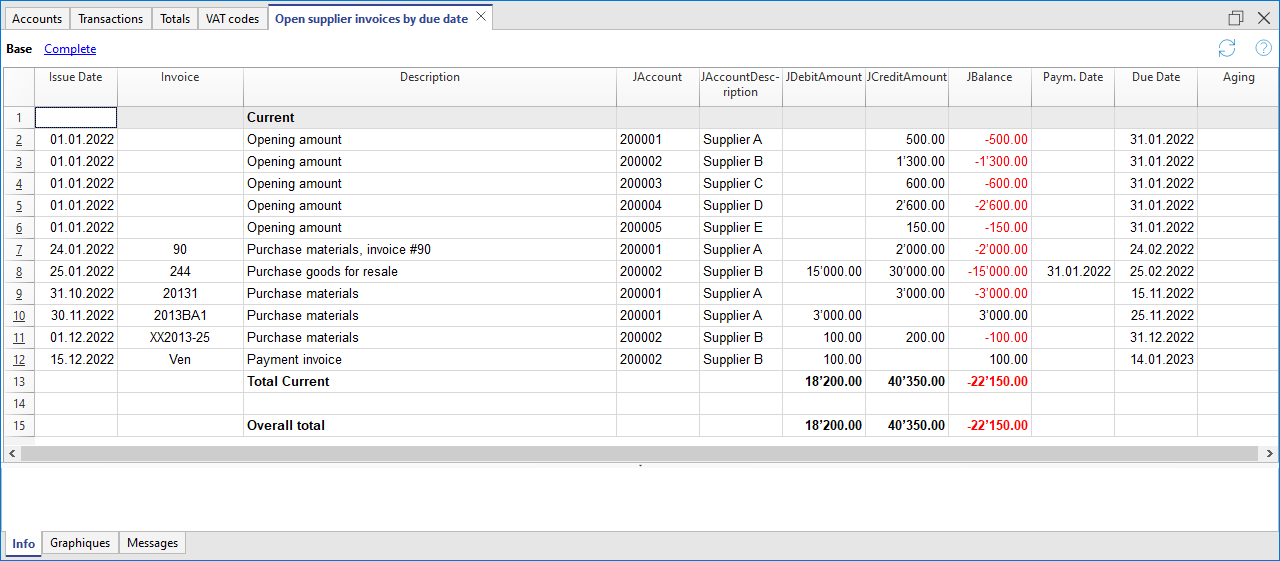 Accounts Transactions Totals VAT codes Open supplier invoices by due date
Base Complete
Issue Date Invoice Description JAccount JAccountDesc- JDebitAmount JCreditAmount JBalance Paym. Date Due Date Aging
ription
1 Current
2 01.01.2022 Opening amount 200001 Supplier A 500.00 -500.00 31.01.2022
3 01.01.2022 Opening amount 200002 Supplier B 1'300.00 -1'300.00 31.01.2022
4 01.01.2022 Opening amount 200003 Supplier C 600.00 -600.00 31.01.2022
5 01.01.2022 Opening amount 200004 Supplier D 2'600.00 -2'600.00 31.01.2022
6 01.01.2022 Opening amount 200005 Supplier E 150.00 -150.00 31.01.2022
7 24.01.2022 90 Purchase materials, invoice #90 200001 Supplier A 2'000.00 -2'000.00 24.02.2022
8 25.01.2022 244 Purchase goods for resale 200002 Supplier B 15'000.00 30'000.00 -15'000.00 31.01.2022 25.02.2022
9 31.10.2022 20131 Purchase materials 200001 Supplier A 3'000.00 -3'000.00 15.11.2022
10 30.11.2022 2013BA1 Purchase materials 200001 Supplier A 3'000.00 3'000.00 25.11.2022
11 01.12.2022 XX2013-25 Purchase materials 200002 Supplier B 100.00 200.00 -100.00 31.12.2022
12 15.12.2022 Ven Payment invoice 200002 Supplier B 100.00 100.00 14.01.2023
13 Total Current 18'200.00 40'350.00 -22'150.00
14
15 Overall total 18'200.00 40'350.00 -22'150.00
Info Graphiques Messages